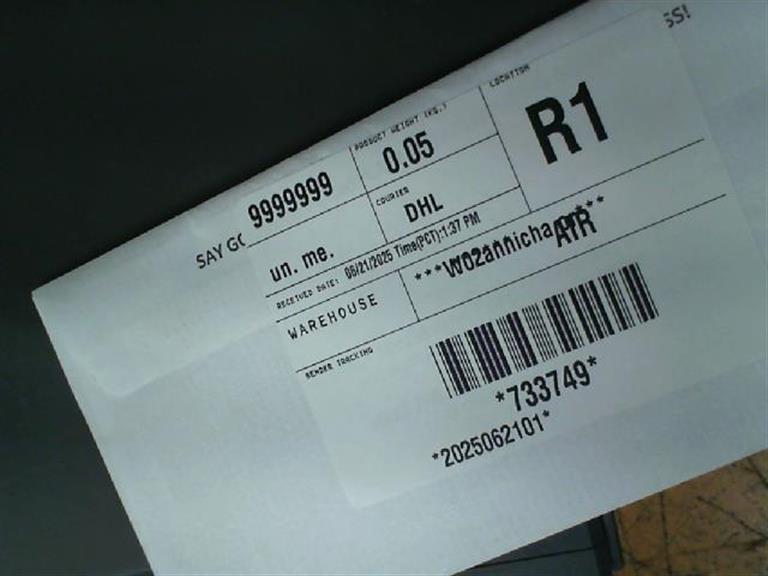 SS!
SAY GO
9999999
PRODUCT WEIGHT (KG.)
0.05
LOCATION
R1
un. me.
COURIER
DHL
RECEIVED DATE: 06/21/2025 Time(PCT):1:37 PM
WAREHOUSE
AIR
SENDER TRACKING
*733749*
*2025062101*